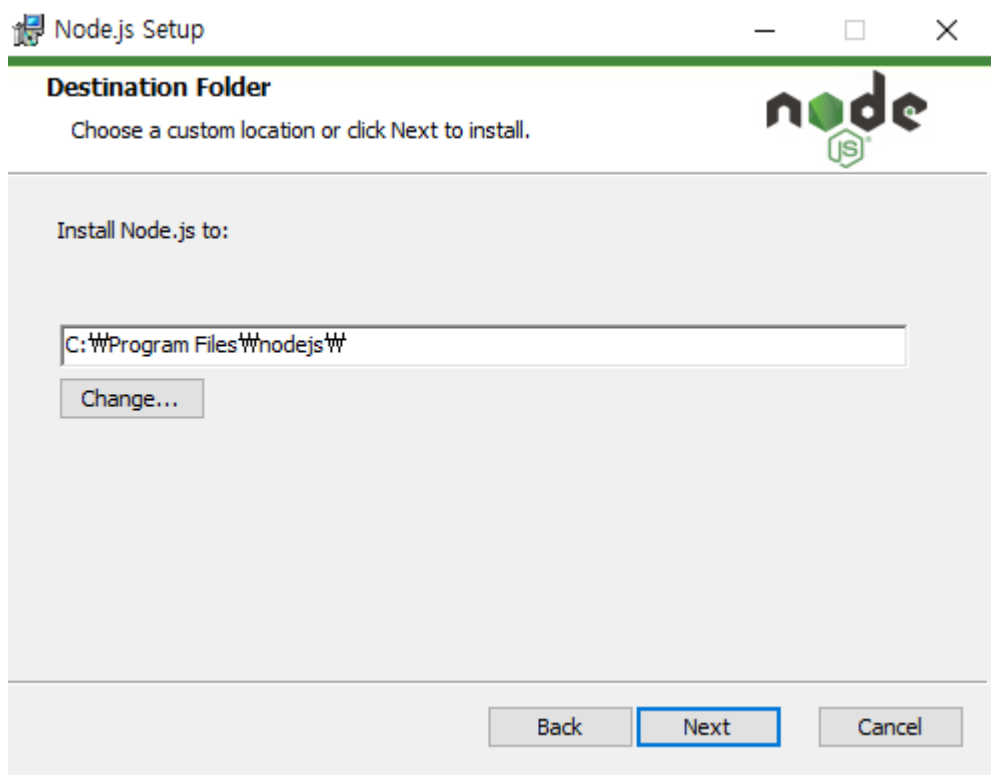 Node.js Setup
Destination Folder
Choose a custom location or click Next to install.
node
JS
Install Node.js to:
C:₩Program Files₩nodejs₩
Change...
Back Next Cancel